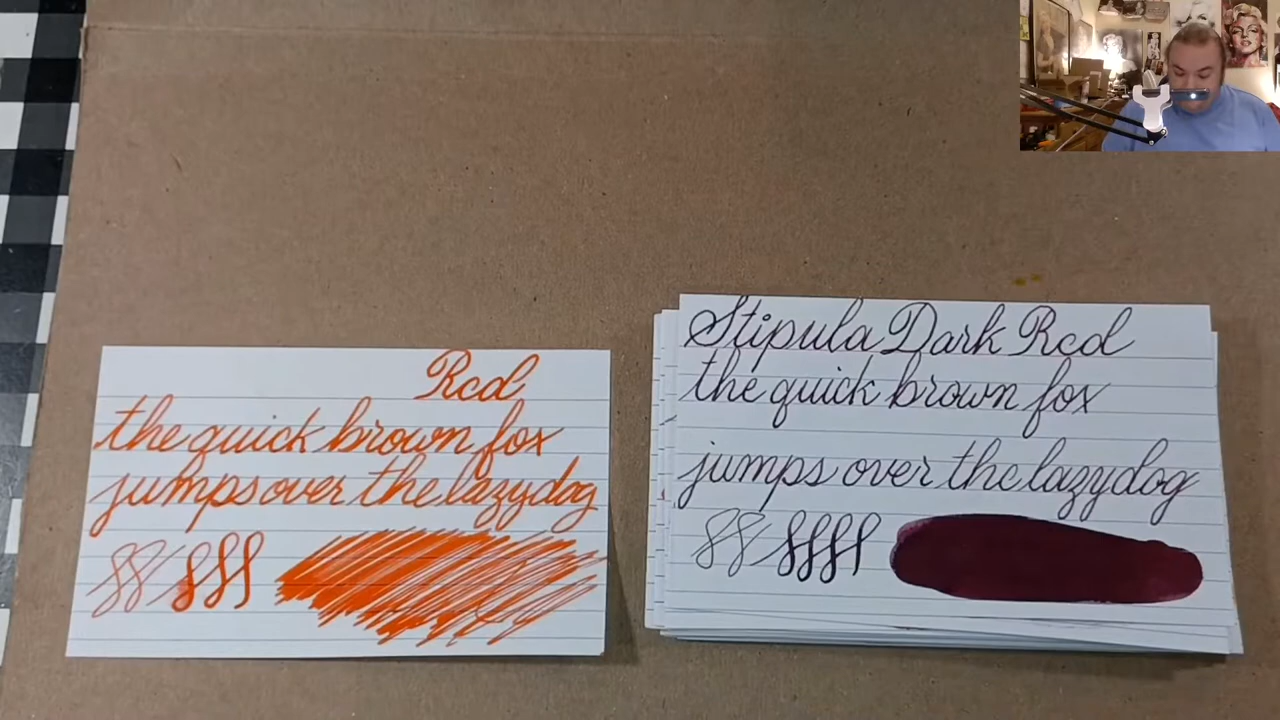 Red
the quick brown fox
jumps over the lazy dog
Stipula Dark Red
the quick brown fox
jumps over the lazy dog